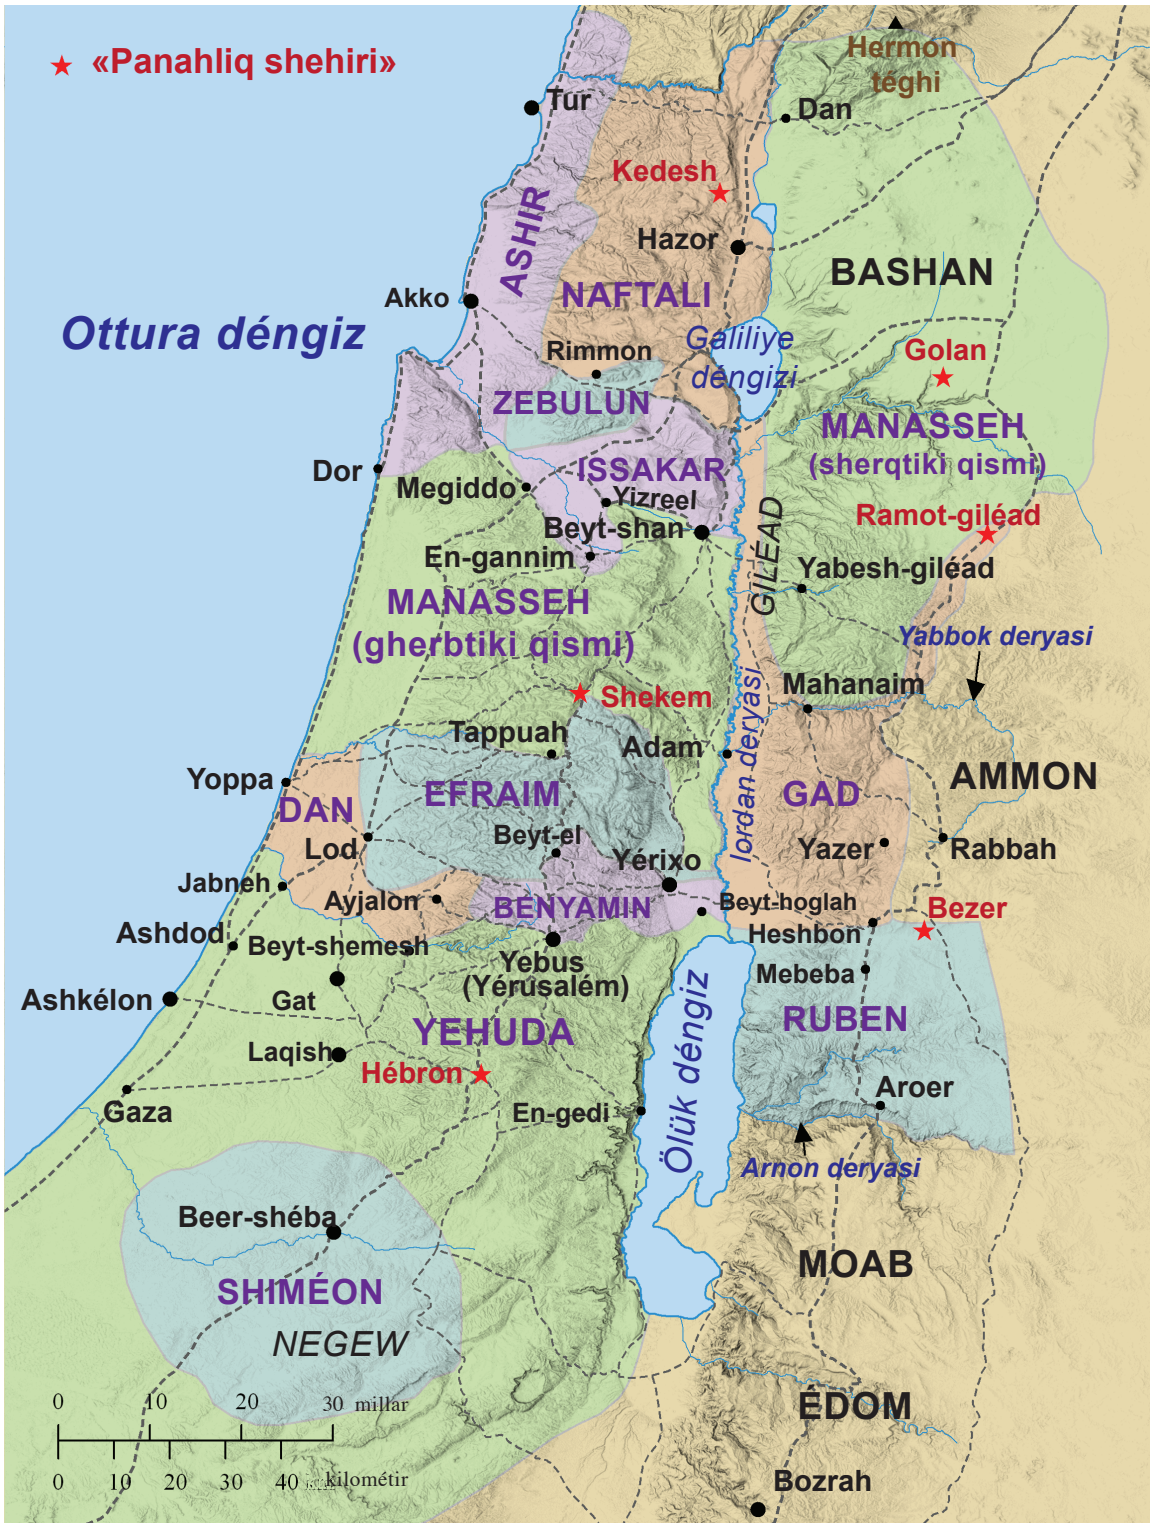 «Panahliq shehiri»
Hermon
téghi
Tur
Dan
Kedesh
ASHIR
Hazor
BASHAN
NAFTALI
Akko
Ottura déngiz
Galiliye
déngizi
Rimmon
Golan
ZEBULUN
MANASSEH
(sherqtiki qismi)
Dor
ISSAKAR
Megiddo
Yizreel
Ramot-giléad
Beyt-shan
GILÉAD
En-gannim
Yabesh-giléad
MANASSEH
(gherbtiki qismi)
Yabbok deryasi
Shekem
Mahanaim
Tappuah
Adam
Iordan deryasi
Yoppa
DAN
EFRAIM
GAD
AMMON
Lod
Beyt-el
Yérixo
Yazer
Rabbah
Jabneh
Ayjalon
BENYAMIN
Beyt-hoglah
Bezer
Ashdod
Beyt-shemesh
Heshbon
Yebus
(Yérusalém)
Mebeba
Ashkélon
Gat
YEHUDA
RUBEN
Laqish
Hébron
Ölük déngiz
Gaza
En-gedi
Aroer
Arnon deryasi
Beer-shéba
MOAB
SHIMÉON
NEGEW
0 10 20 30 millar
ÉDOM
0 10 20 30 40 kilométir
Bozrah